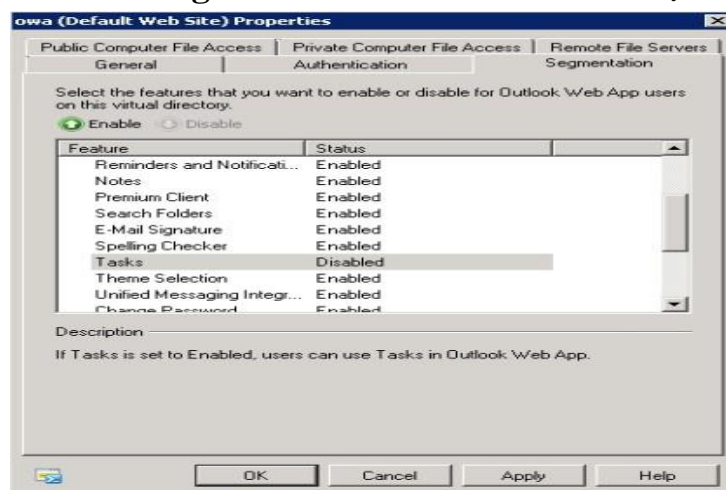 owa (Default Web Site) Properties
Public Computer File Access | Private Computer File Access | Remote File Servers
General | Authentication | Segmentation
Select the features that you want to enable or disable for Outlook Web App users
on this virtual directory.
Enable Disable
Feature Status
Reminders and Notificati... Enabled
Notes Enabled
Premium Client Enabled
Search Folders Enabled
E-Mail Signature Enabled
Spelling Checker Enabled
Tasks Disabled
Theme Selection Enabled
Unified Messaging Integr... Enabled
Change Password Enabled
Description
If Tasks is set to Enabled, users can use Tasks in Outlook Web App.
OK Cancel Apply Help